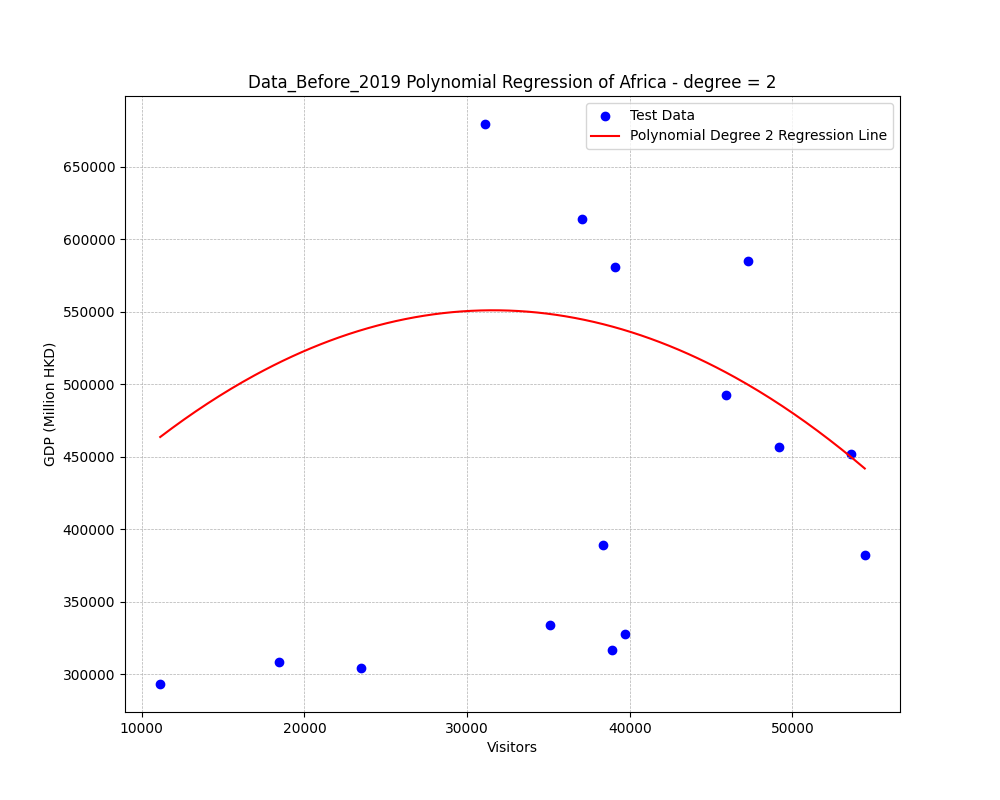 Data_Before_2019 Polynomial Regression of Africa - degree = 2
Test Data
Polynomial Degree 2 Regression Line
GDP (Million HKD)
650000
600000
550000
500000
450000
400000
350000
300000
10000 20000 30000 40000 50000
Visitors